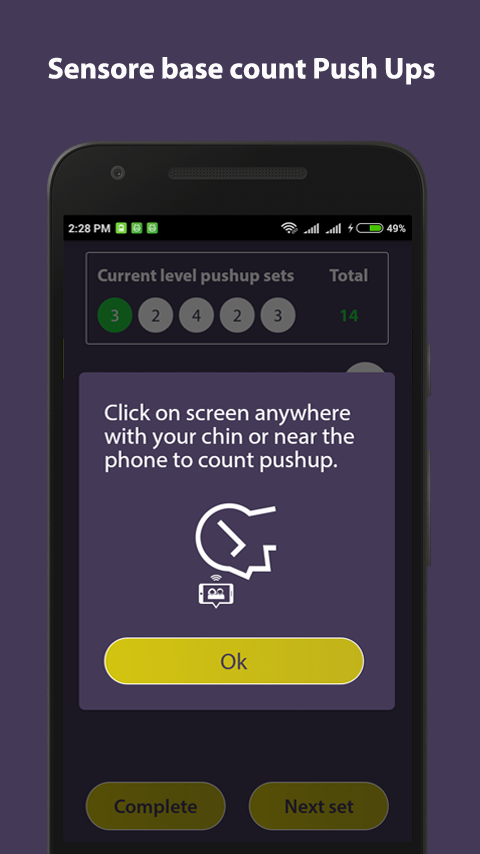 Sensore base count Push Ups
2:28 PM 49%
Current level pushup sets Total
3 2 4 2 3 14
Click on screen anywhere
with your chin or near the
phone to count pushup.
Ok
Complete Next set